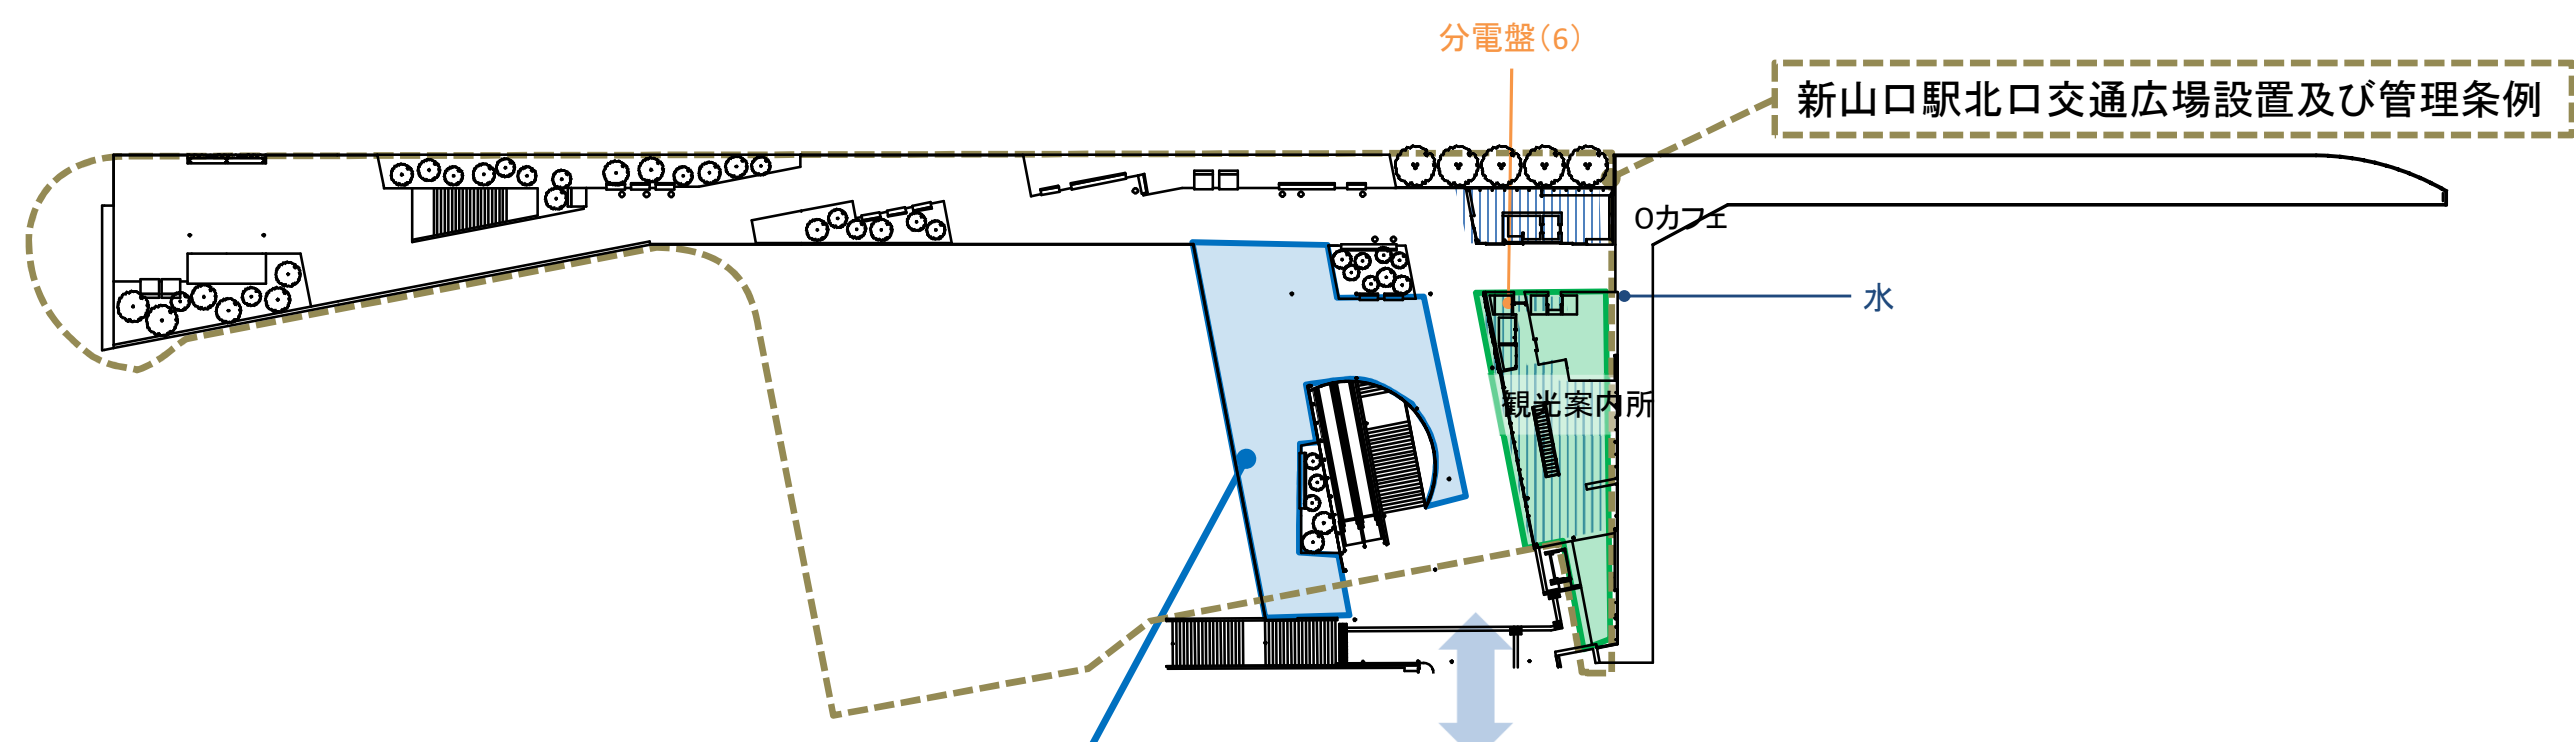 分電盤(6)
新山口駅北口交通広場設置及び管理条例
Oカフェ
水
観光案内所